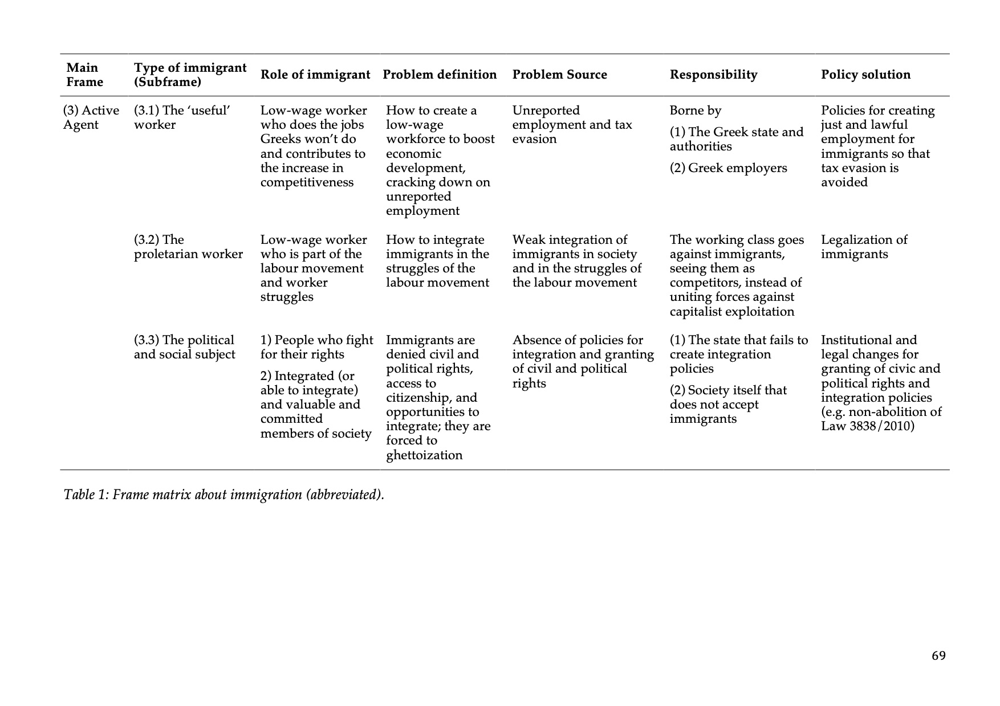 Main
Frame
Type of immigrant
(Subframe)
Role of immigrant
Problem definition
Problem Source
Responsibility
Policy solution
(3) Active
Agent
(3.1) The ‘useful’
worker
Low-wage worker
who does the jobs
Greeks won’t do
and contributes to
the increase in
competitiveness
How to create a
low-wage
workforce to boost
economic
development,
cracking down on
unreported
employment
Unreported
employment and tax
evasion
Borne by
(1) The Greek state and
authorities
(2) Greek employers
Policies for creating
just and lawful
employment for
immigrants so that
tax evasion is
avoided
(3.2) The
proletarian worker
Low-wage worker
who is part of the
labour movement
and worker
struggles
How to integrate
immigrants in the
struggles of the
labour movement
Weak integration of
immigrants in society
and in the struggles of
the labour movement
The working class goes
against immigrants,
seeing them as
competitors, instead of
uniting forces against
capitalist exploitation
Legalization of
immigrants
(3.3) The political
and social subject
1) People who fight
for their rights
2) Integrated (or
able to integrate)
and valuable and
committed
members of society
Immigrants are
denied civil and
political rights,
access to
citizenship, and
opportunities to
integrate; they are
forced to
ghettoization
Absence of policies for
integration and granting
of civil and political
rights
(1) The state that fails to
create integration
policies
(2) Society itself that
does not accept
immigrants
Institutional and
legal changes for
granting of civic and
political rights and
integration policies
(e.g. non-abolition of
Law 3838/2010)
Table 1: Frame matrix about immigration (abbreviated).
69